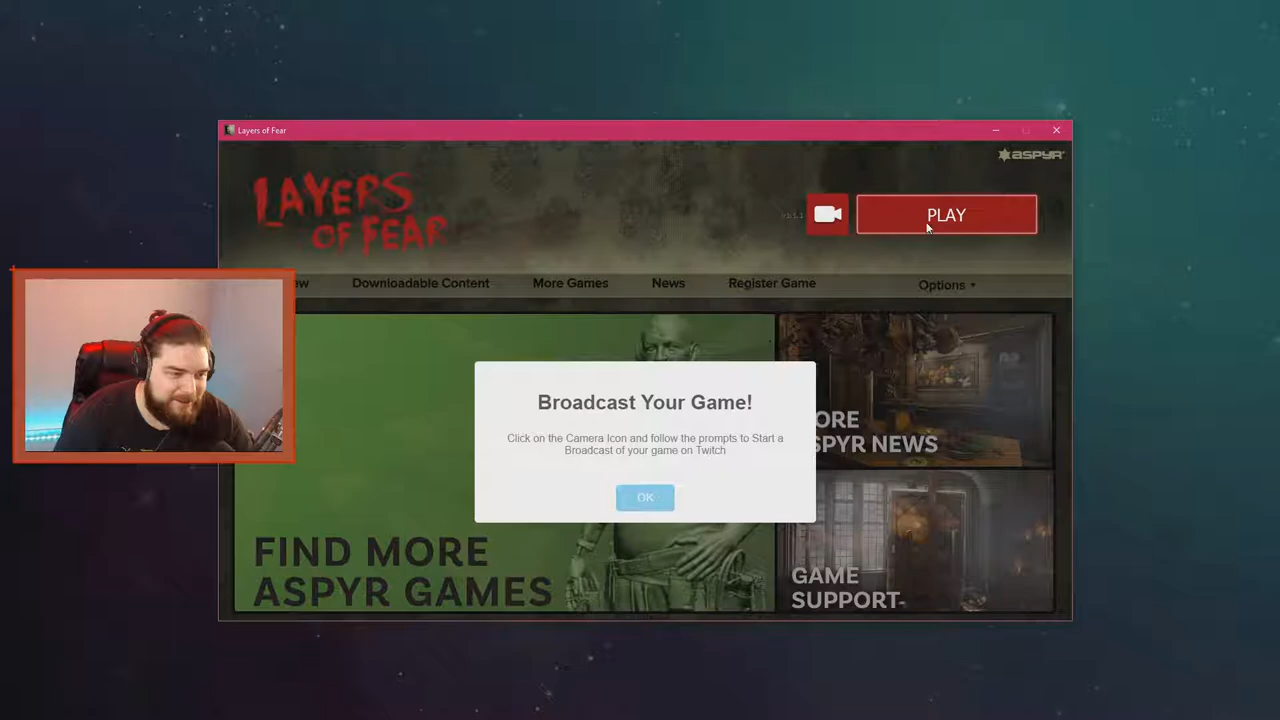 Layers of Fear
ASPYR
LAYERS
OF FEAR
PLAY
Downloadable Content
More Games
News
Register Game
Options
Broadcast Your Game!
Click on the Camera Icon and follow the prompts to Start a
Broadcast of your game on Twitch
OK
FIND MORE
ASPYR GAMES
ORE
SPYR NEWS
GAME
SUPPORT-